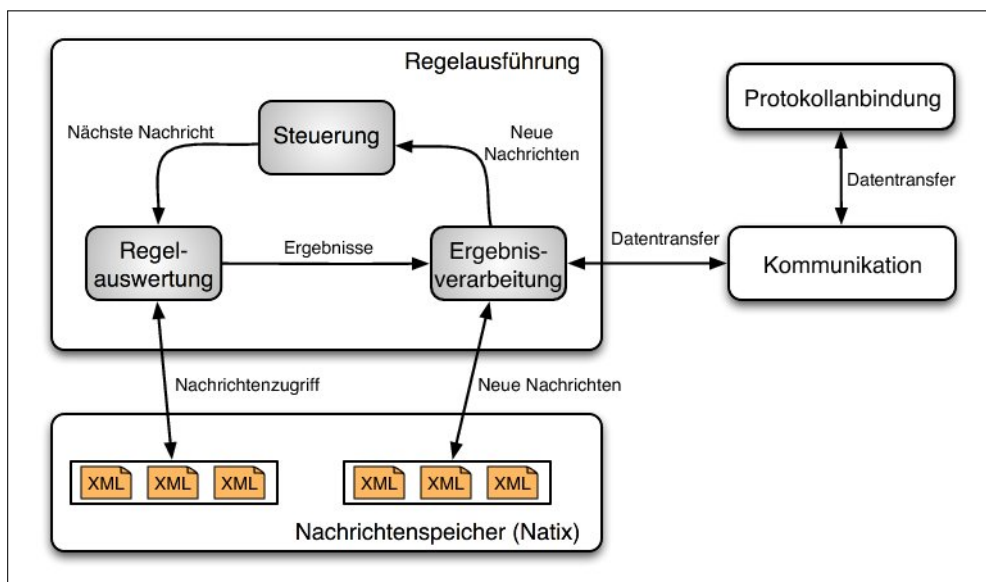 Regelausführung
Protokollanbindung
Nächste Nachricht
Steuerung
Neue
Nachrichten
Datentransfer
Regel-
auswertung
Ergebnisse
Ergebnis-
verarbeitung
Datentransfer
Kommunikation
Nachrichtenzugriff
Neue Nachrichten
XML XML XML
XML XML XML
Nachrichtenspeicher (Natix)